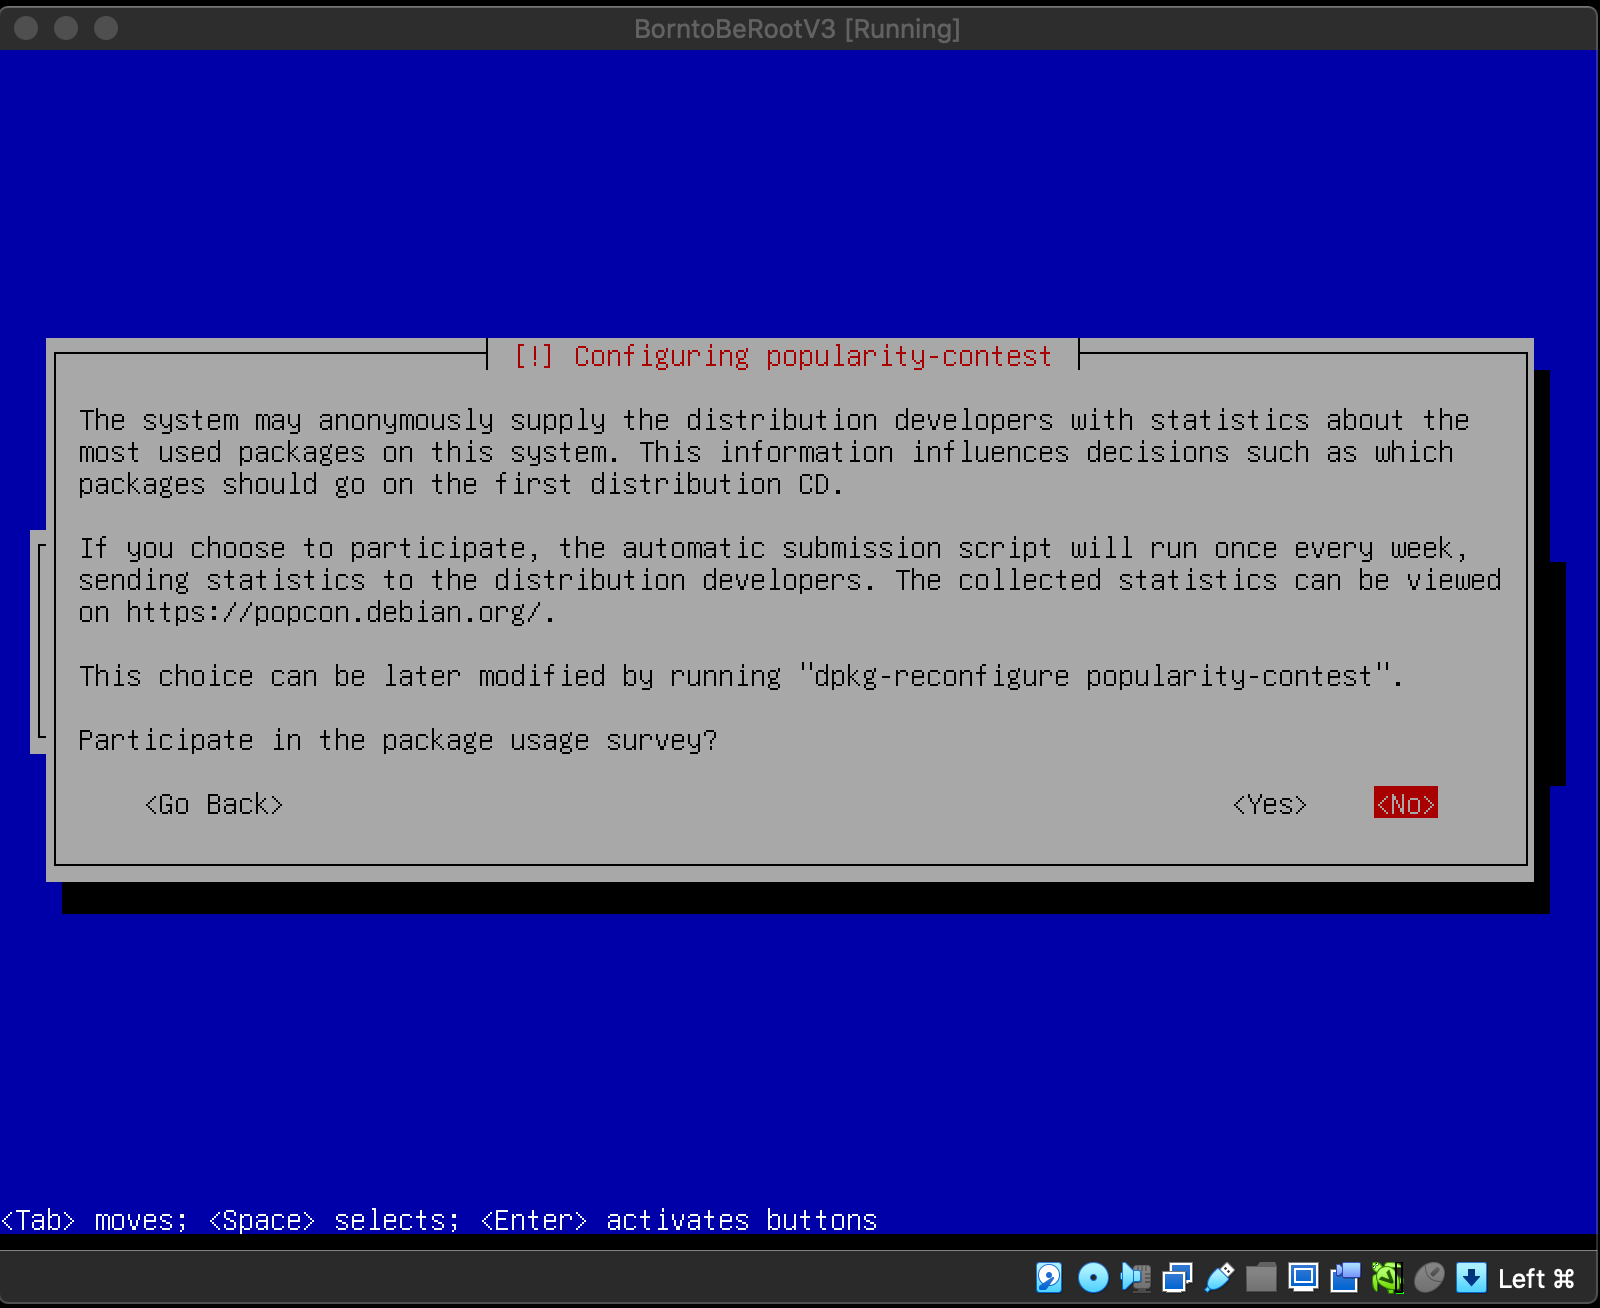 BorntoBeRootV3 [Running]
[!] Configuring popularity-contest
The system may anonymously supply the distribution developers with statistics about the
most used packages on this system. This information influences decisions such as which
packages should go on the first distribution CD.
If you choose to participate, the automatic submission script will run once every week,
sending statistics to the distribution developers. The collected statistics can be viewed
on https://popcon.debian.org/.
This choice can be later modified by running "dpkg-reconfigure popularity-contest".
Participate in the package usage survey?
<Go Back> <Yes> <No>
<Tab> moves; <Space> selects; <Enter> activates buttons
Left ⌘